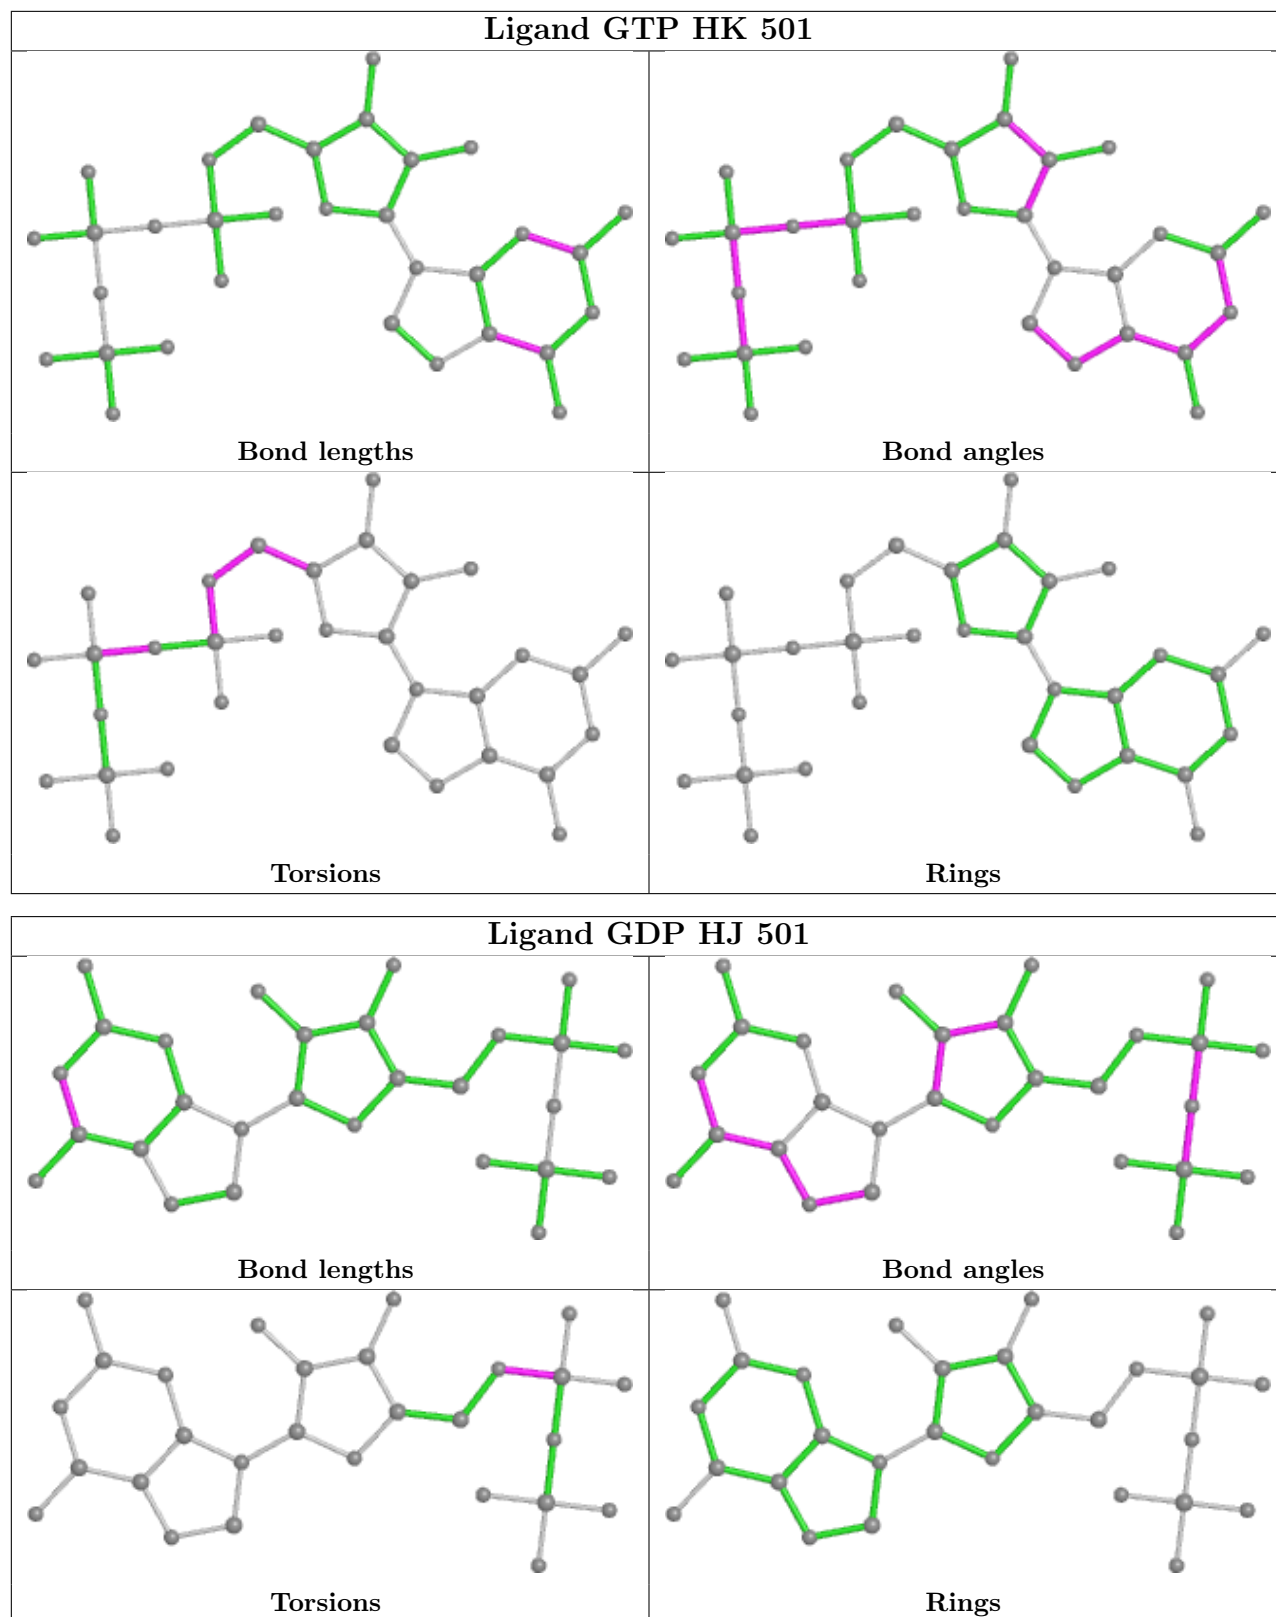 Ligand GTP HK 501
Bond lengths
Bond angles
Torsions
Rings
Ligand GDP HJ 501
Bond lengths
Bond angles
Torsions
Rings